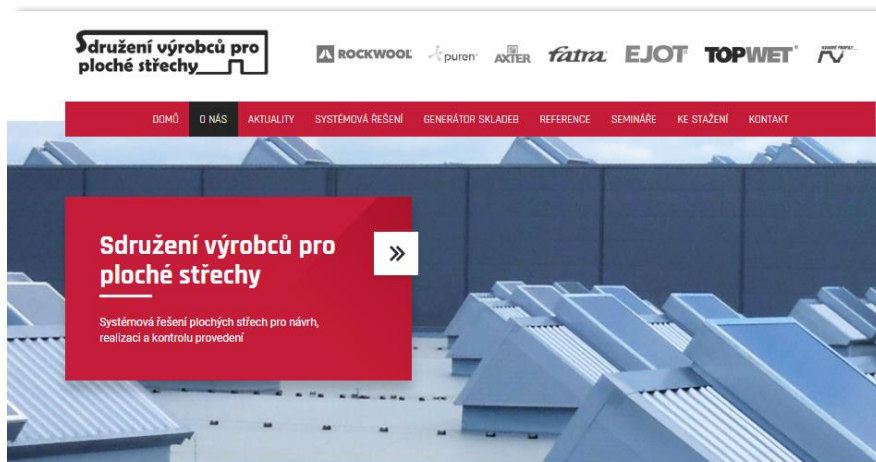 Sdružení výrobců pro
ploché střechy
ROCKWOOL puren AXTER fatra EJOT TOPWET
DOMŮ O NÁS AKTUALITY SYSTÉMOVÁ ŘEŠENÍ GENERÁTOR SKLADEB REFERENCE SEMINÁŘE KE STAŽENÍ KONTAKT
Sdružení výrobců pro
ploché střechy
Systémová řešení plochých střech pro návrh,
realizaci a kontrolu provedení